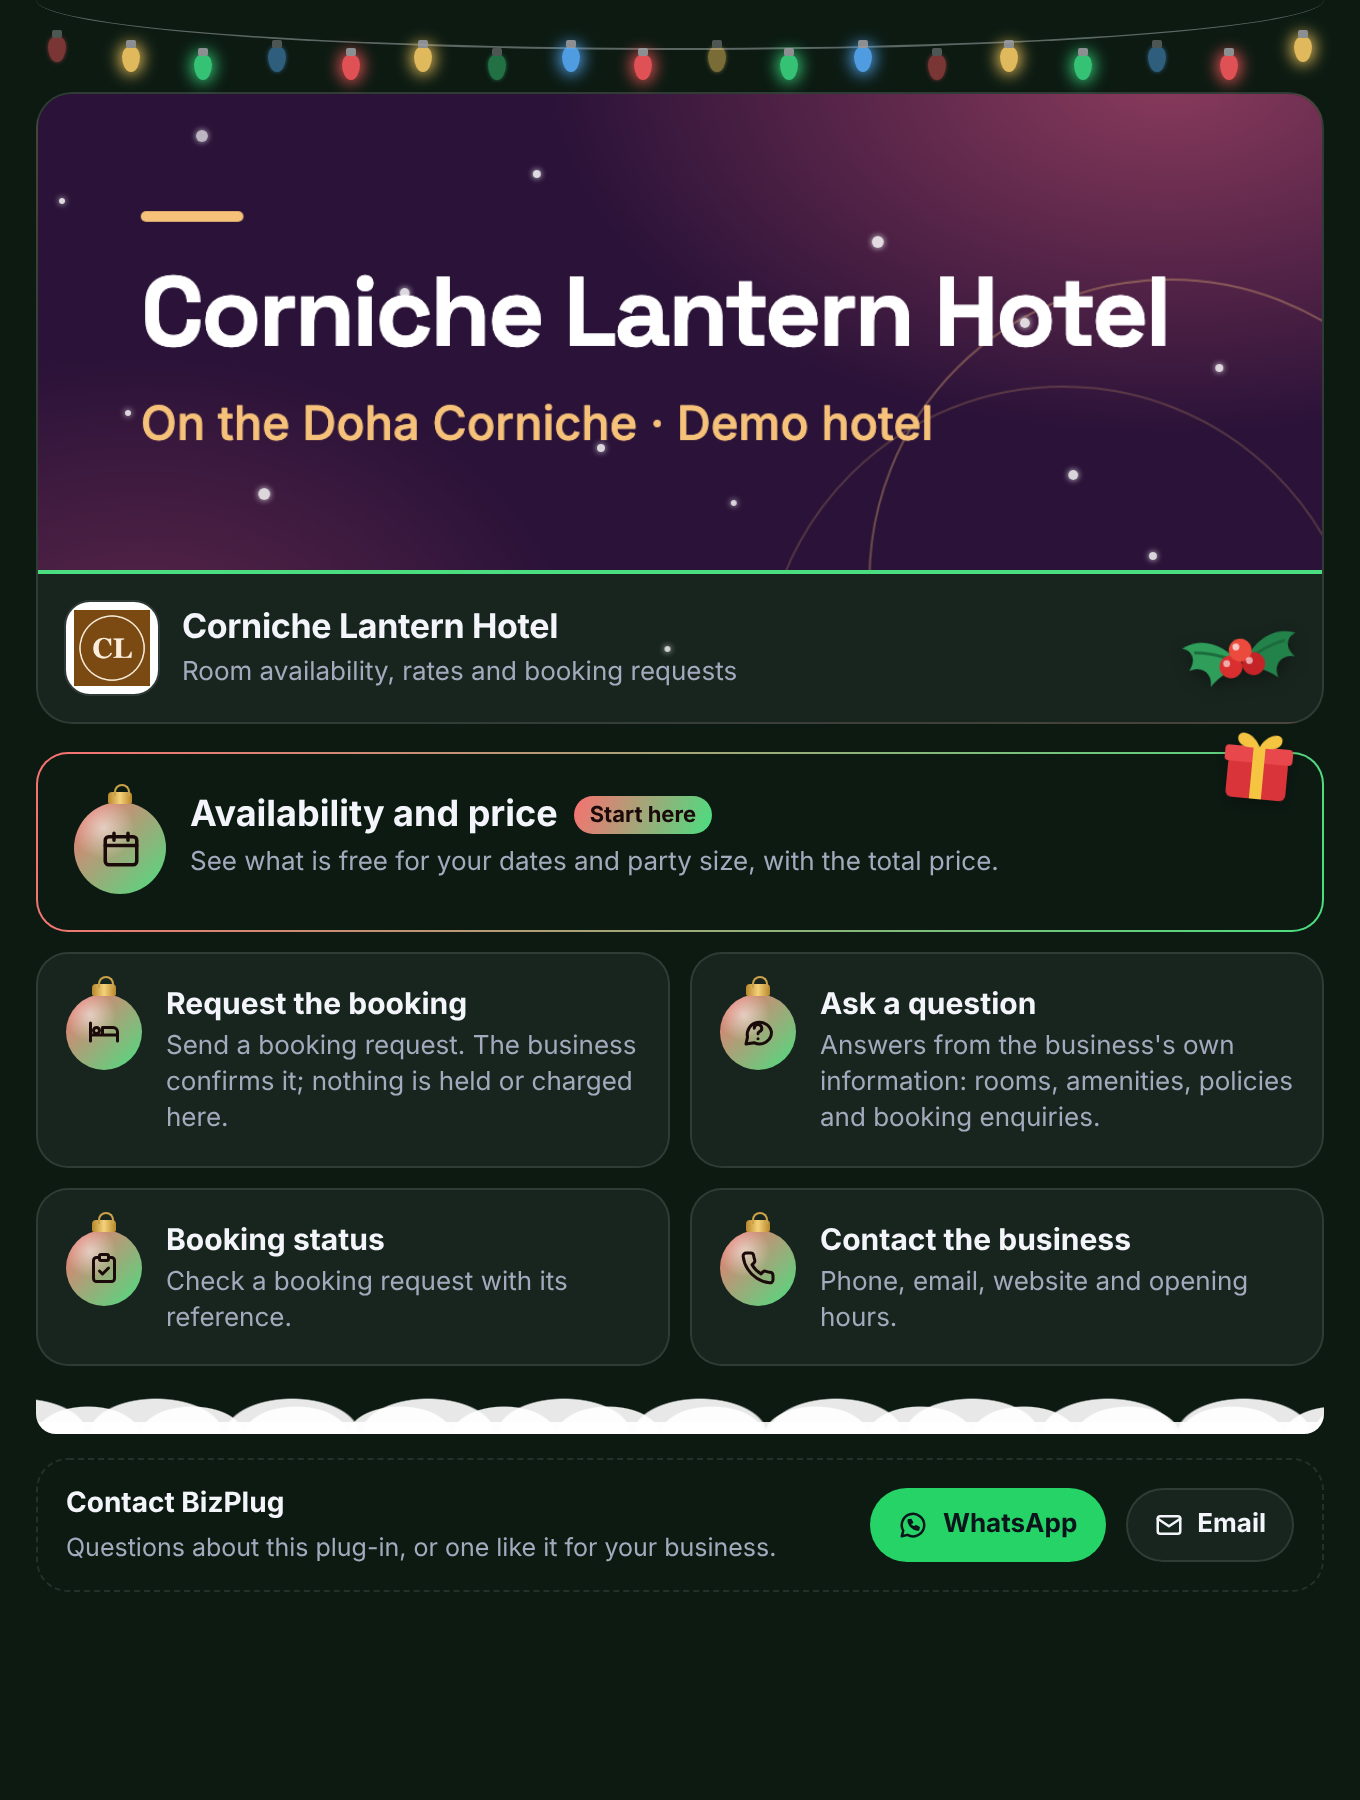 Corniche Lantern Hotel
On the Doha Corniche · Demo hotel
CL
Corniche Lantern Hotel
Room availability, rates and booking requests
Availability and price
Start here
See what is free for your dates and party size, with the total price.
Request the booking
Send a booking request. The business
confirms it; nothing is held or charged
here.
Ask a question
Answers from the business's own
information: rooms, amenities, policies
and booking enquiries.
Booking status
Check a booking request with its
reference.
Contact the business
Phone, email, website and opening
hours.
Contact BizPlug
Questions about this plug-in, or one like it for your business.
WhatsApp
Email